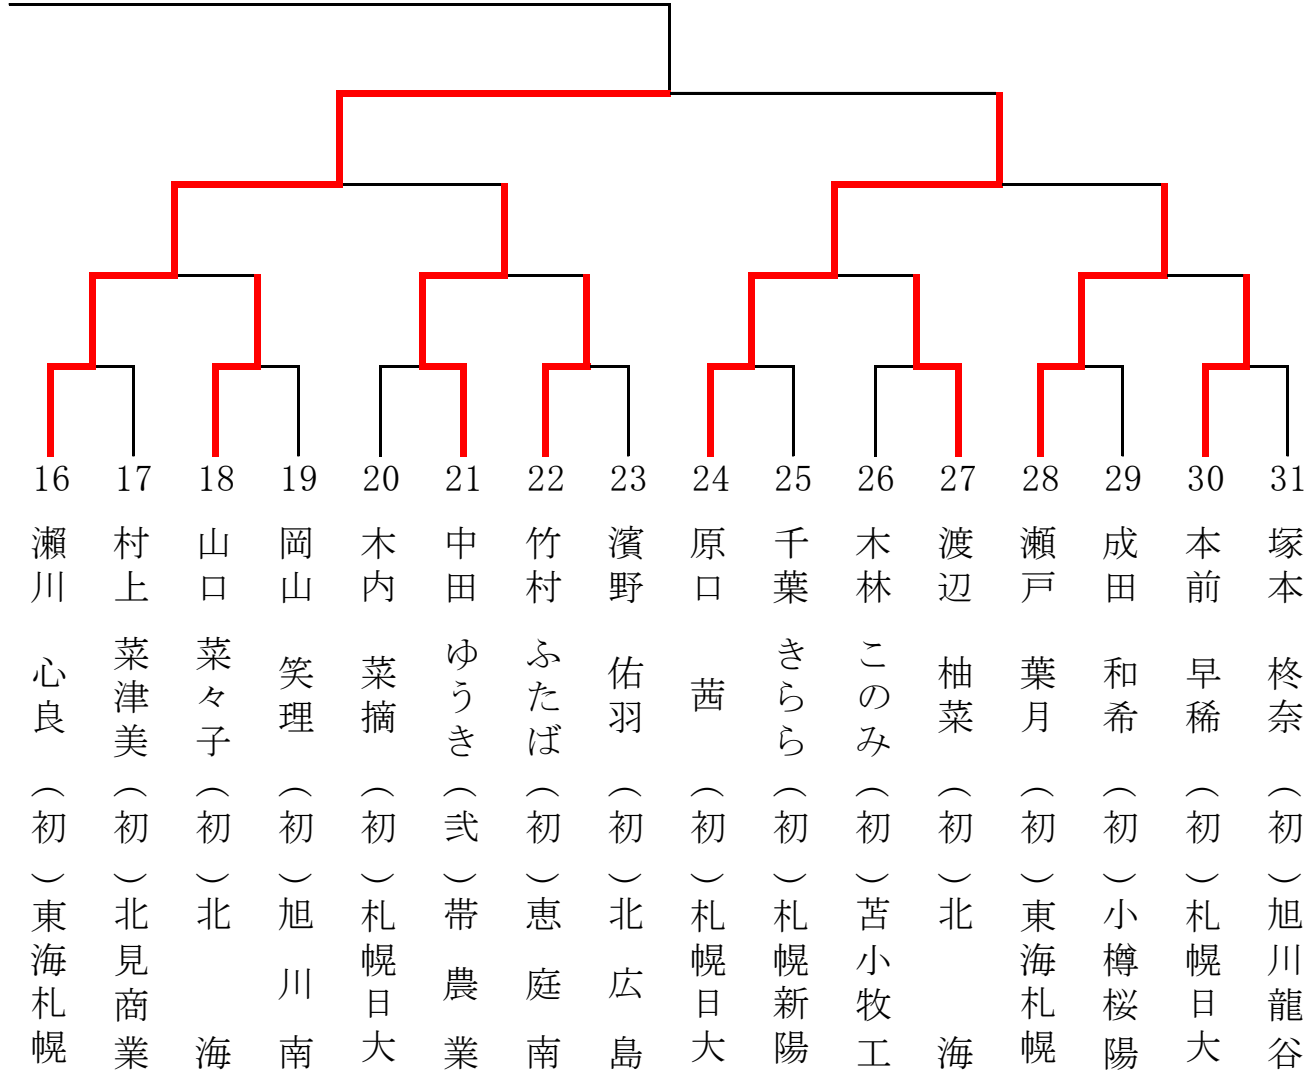 16 瀬川 心良 (初) 東海札幌
17 村上 菜津美 (初) 北見商業
18 山口 菜々子 (初) 北海
19 岡山 笑理 (初) 旭川南
20 木内 菜摘 (初) 札幌日大
21 中田 ゆうき (弐) 帯農業
22 竹村 ふたば (初) 恵庭南
23 濱野 佑羽 (初) 北広島
24 原口 茜 (初) 札幌日大
25 千葉 きらら (初) 札幌新陽
26 木林 このみ (初) 苫小牧工
27 渡辺 柚菜 (初) 北海
28 瀬戸 葉月 (初) 東海札幌
29 成田 和希 (初) 小樽桜陽
30 本前 早稀 (初) 札幌日大
31 塚本 柊奈 (初) 旭川龍谷